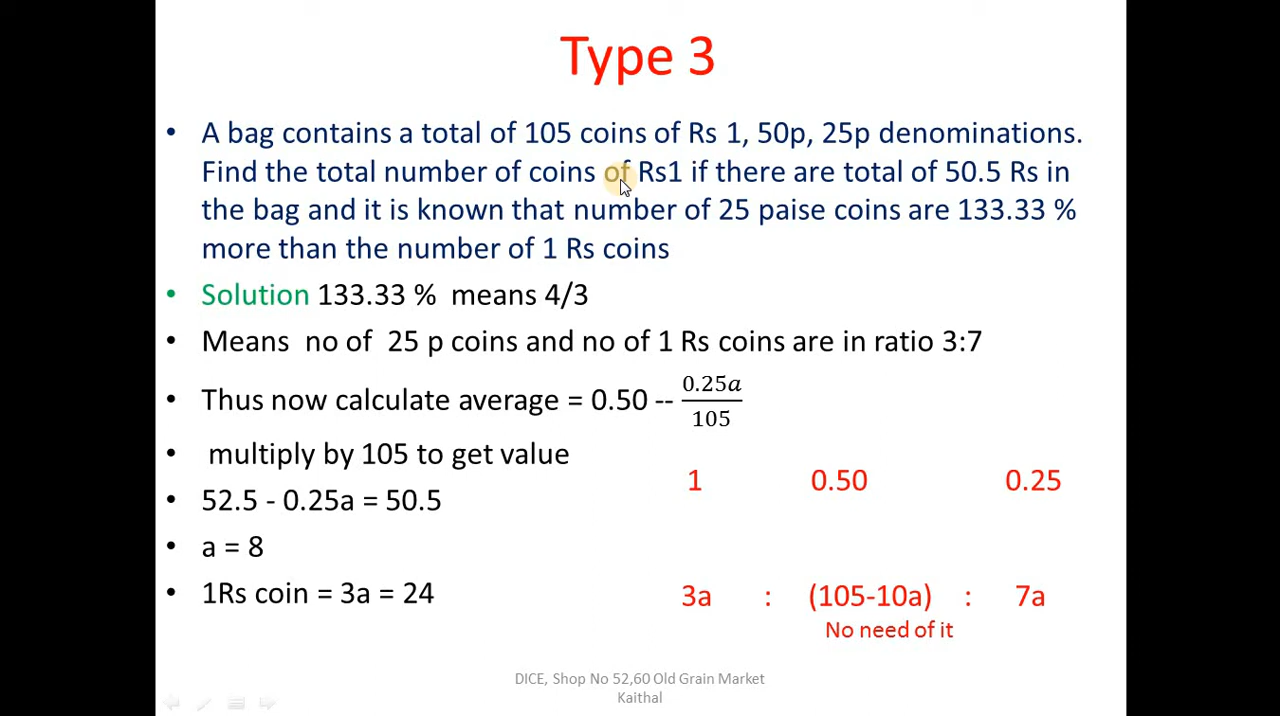 Type 3
• A bag contains a total of 105 coins of Rs 1, 50p, 25p denominations.
Find the total number of coins of Rs1 if there are total of 50.5 Rs in
the bag and it is known that number of 25 paise coins are 133.33 %
more than the number of 1 Rs coins
• Solution 133.33 % means 4/3
• Means no of 25 p coins and no of 1 Rs coins are in ratio 3:7
• Thus now calculate average = 0.50 -- 0.25a/105
• multiply by 105 to get value
1 0.50 0.25
• 52.5 - 0.25a = 50.5
• a = 8
• 1Rs coin = 3a = 24
3a : (105-10a) : 7a
No need of it
DICE, Shop No 52,60 Old Grain Market
Kaithal